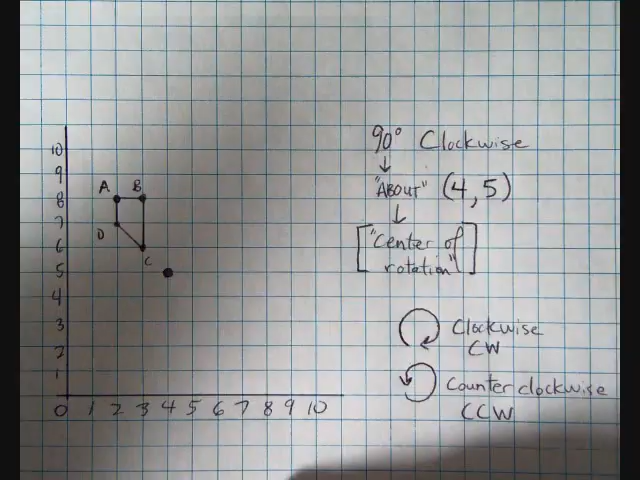 90° Clockwise
"ABOUT" (4,5)
["Center of
rotation"]
Clockwise
CW
Counter clockwise
CCW
10
9
8
7
6
5
4
3
2
1
A B
D
C
0 1 2 3 4 5 6 7 8 9 10